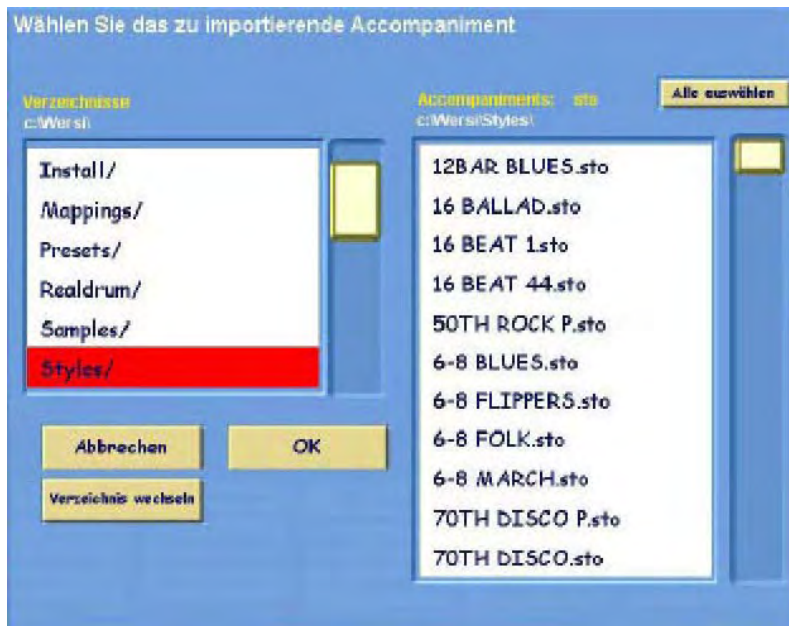 Wählen Sie das zu importierende Accompaniment
Verzeichnisse
c:\Wersi\
Install/
Mappings/
Presets/
Realdrum/
Samples/
Styles/
Abbrechen
OK
Verzeichnis wechseln
Accompaniments: sto
c:\Wersi\Styles\
Alle auswählen
12BAR BLUES.sto
16 BALLAD.sto
16 BEAT 1.sto
16 BEAT 44.sto
50TH ROCK P.sto
6-8 BLUES.sto
6-8 FLIPPERS.sto
6-8 FOLK.sto
6-8 MARCH.sto
70TH DISCO P.sto
70TH DISCO.sto